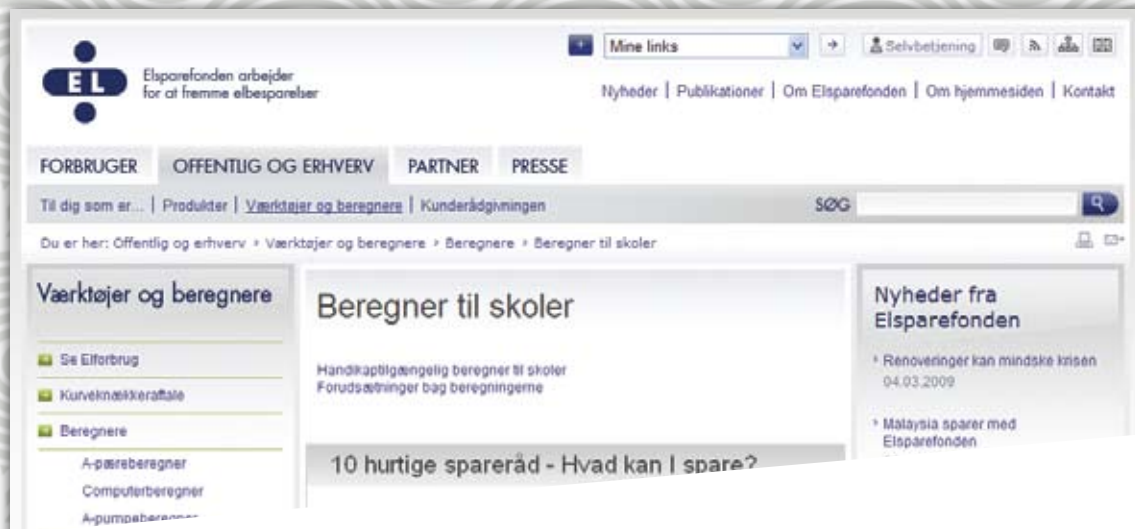 Mine links
Selvbetjening
EL
Elsparefonden arbejder
for at fremme elbesparelser
Nyheder | Publikationer | Om Elsparefonden | Om hjemmesiden | Kontakt
FORBRUGER OFFENTLIG OG ERHVERV PARTNER PRESSE
Til dig som er... | Produkter | Værktøjer og beregnere | Kunderådgivningen
SØG
Du er her: Offentlig og erhverv › Værktøjer og beregnere › Beregnere › Beregner til skoler
Værktøjer og beregnere
Se Elforbrug
Kurveknækkeraftale
Beregnere
A-pæreberegner
Computerberegner
A-pumpeberegner
Beregner til skoler
Handikaptilgængelig beregner til skoler
Forudsætninger bag beregningerne
10 hurtige spareråd - Hvad kan I spare?
Nyheder fra
Elsparefonden
Renoveringer kan mindske krisen
04.03.2009
Malaysia sparer med
Elsparefonden